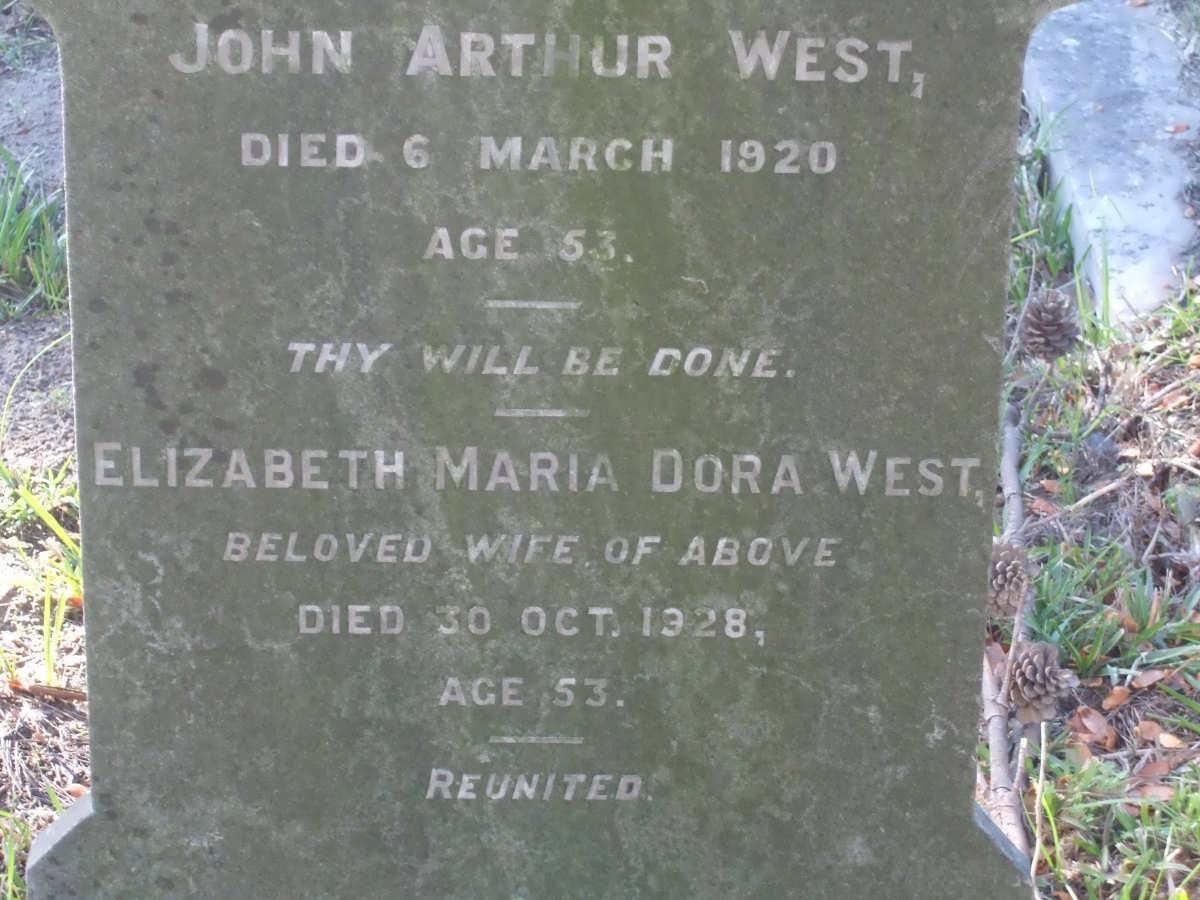 JOHN ARTHUR WEST,
DIED 6 MARCH 1920
AGE 53.
THY WILL BE DONE.
ELIZABETH MARIA DORA WEST,
BELOVED WIFE OF ABOVE
DIED 30 OCT. 1928,
AGE 53.
REUNITED.